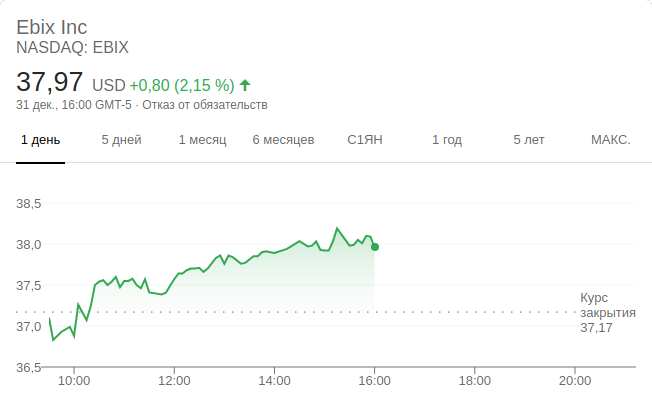 Ebix Inc
NASDAQ: EBIX
37,97 USD +0,80 (2,15 %)
31 дек., 16:00 GMT-5 · Отказ от обязательств
1 день 5 дней 1 месяц 6 месяцев С1ЯН 1 год 5 лет МАКС.
38,5
38,0
37,5
37,0
36,5
Курс
закрытия
37,17
10:00 12:00 14:00 16:00 18:00 20:00